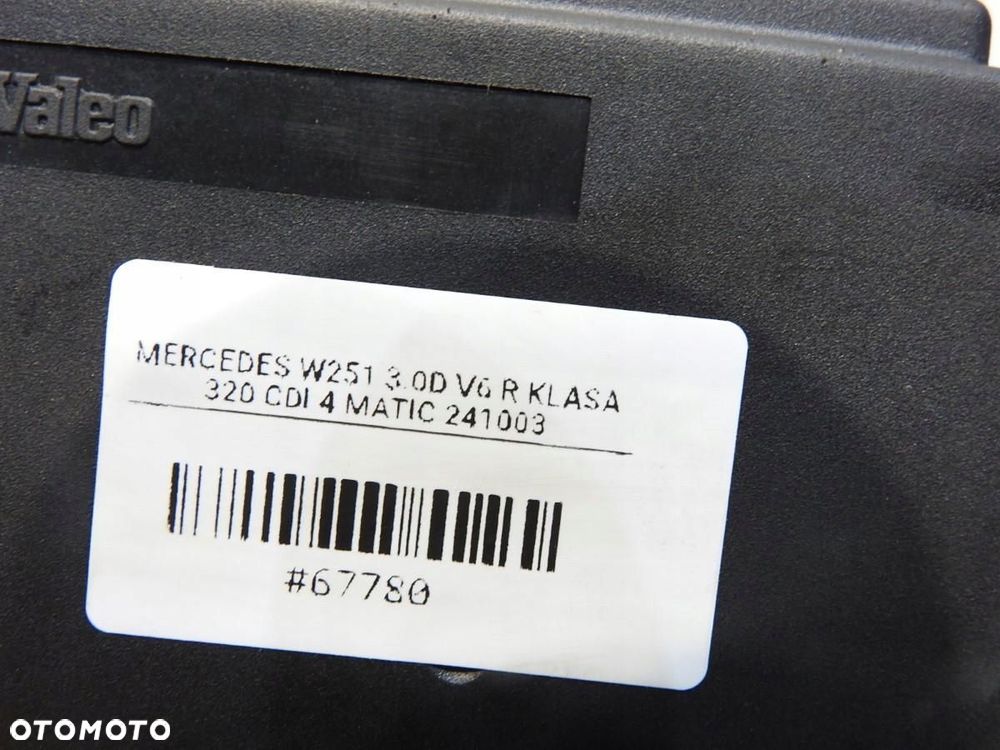 Valeo
MERCEDES W251 3.0D V6 R KLASA
320 CDI 4 MATIC 241003
#67780
OTOMOTO